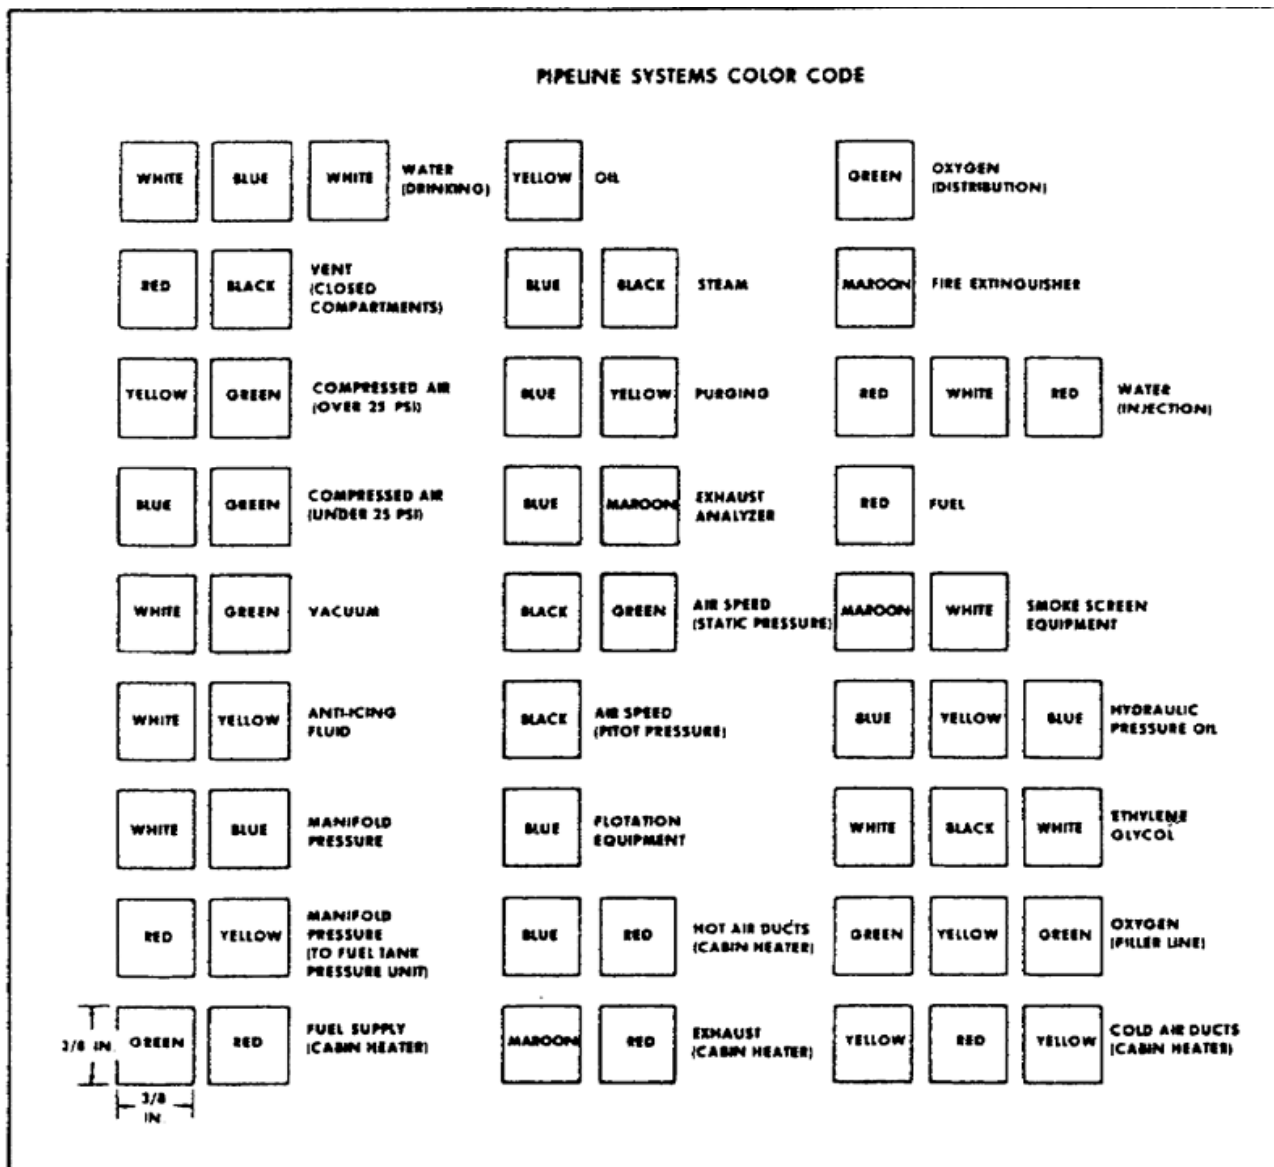 PIPELINE SYSTEMS COLOR CODE
WHITE BLUE WHITE WATER
(DRINKING)
YELLOW OIL
GREEN OXYGEN
(DISTRIBUTION)
RED BLACK VENT
(CLOSED
COMPARTMENTS)
BLUE BLACK STEAM
MAROON FIRE EXTINGUISHER
YELLOW GREEN COMPRESSED AIR
(OVER 25 PSI)
BLUE YELLOW PURGING
RED WHITE RED WATER
(INJECTION)
BLUE GREEN COMPRESSED AIR
(UNDER 25 PSI)
BLUE MAROON EXHAUST
ANALYZER
RED FUEL
WHITE GREEN VACUUM
BLACK GREEN AIR SPEED
(STATIC PRESSURE)
MAROON WHITE SMOKE SCREEN
EQUIPMENT
WHITE YELLOW ANTI-ICING
FLUID
BLACK AIR SPEED
(PITOT PRESSURE)
BLUE YELLOW BLUE HYDRAULIC
PRESSURE OIL
WHITE BLUE MANIFOLD
PRESSURE
BLUE FLOTATION
EQUIPMENT
WHITE BLACK WHITE ETHYLENE
GLYCOL
RED YELLOW MANIFOLD
PRESSURE
(TO FUEL TANK
PRESSURE UNIT)
BLUE RED HOT AIR DUCTS
(CABIN HEATER)
GREEN YELLOW GREEN OXYGEN
(FILLER LINE)
3/8 IN. GREEN RED FUEL SUPPLY
(CABIN HEATER)
MAROON RED EXHAUST
(CABIN HEATER)
YELLOW RED YELLOW COLD AIR DUCTS
(CABIN HEATER)
3/8
IN.